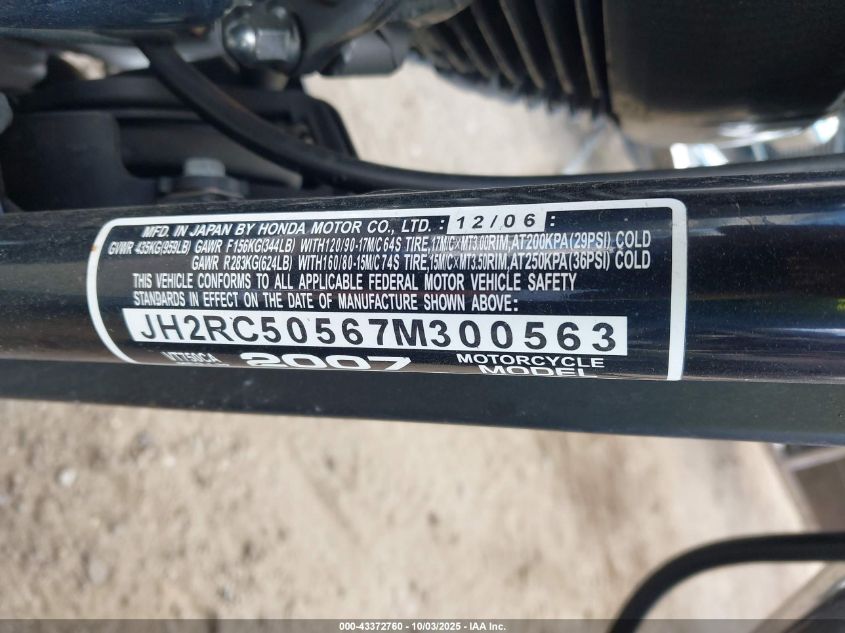 MFD. IN JAPAN BY HONDA MOTOR CO., LTD. : 12/06 :
GVWR 435KG(959LB) GAWR F156KG(344LB) WITH120/90-17M/C 64S TIRE,17M/C×MT3.00RIM,AT200KPA(29PSI) COLD
GAWR R283KG(624LB) WITH160/80-15M/C74S TIRE,15M/C×MT3.50RIM,AT250KPA(36PSI) COLD
THIS VEHICLE CONFORMS TO ALL APPLICABLE FEDERAL MOTOR VEHICLE SAFETY
STANDARDS IN EFFECT ON THE DATE OF MANUFACTURE SHOWN ABOVE:
JH2RC50567M300563
VT750CA 2007 MOTORCYCLE
MODEL
000-43372760 - 10/03/2025 - IAA Inc.